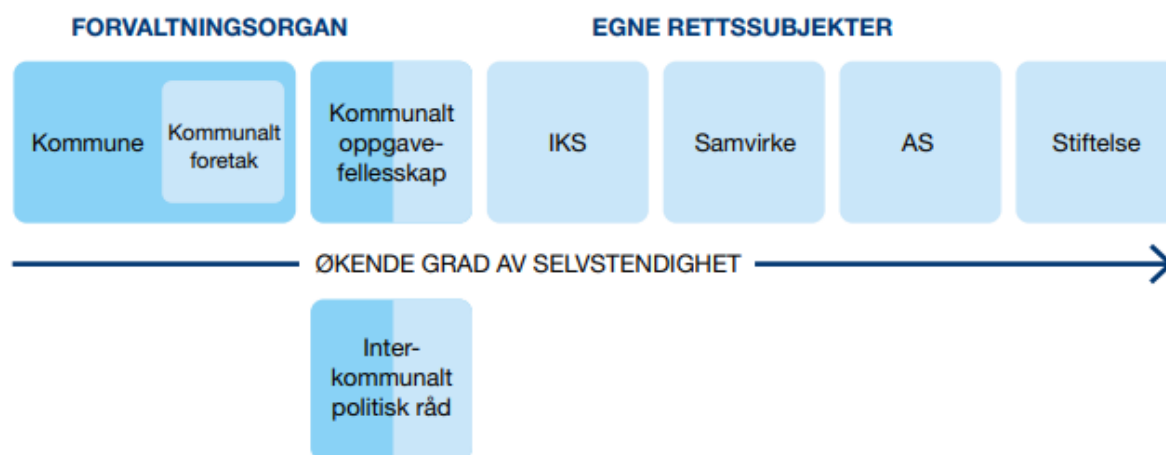 FORVALTNINGSORGAN
EGNE RETTSSUBJEKTER
Kommune
Kommunalt
foretak
Kommunalt
oppgave-
fellesskap
IKS
Samvirke
AS
Stiftelse
ØKENDE GRAD AV SELVSTENDIGHET
Inter-
kommunalt
politisk råd